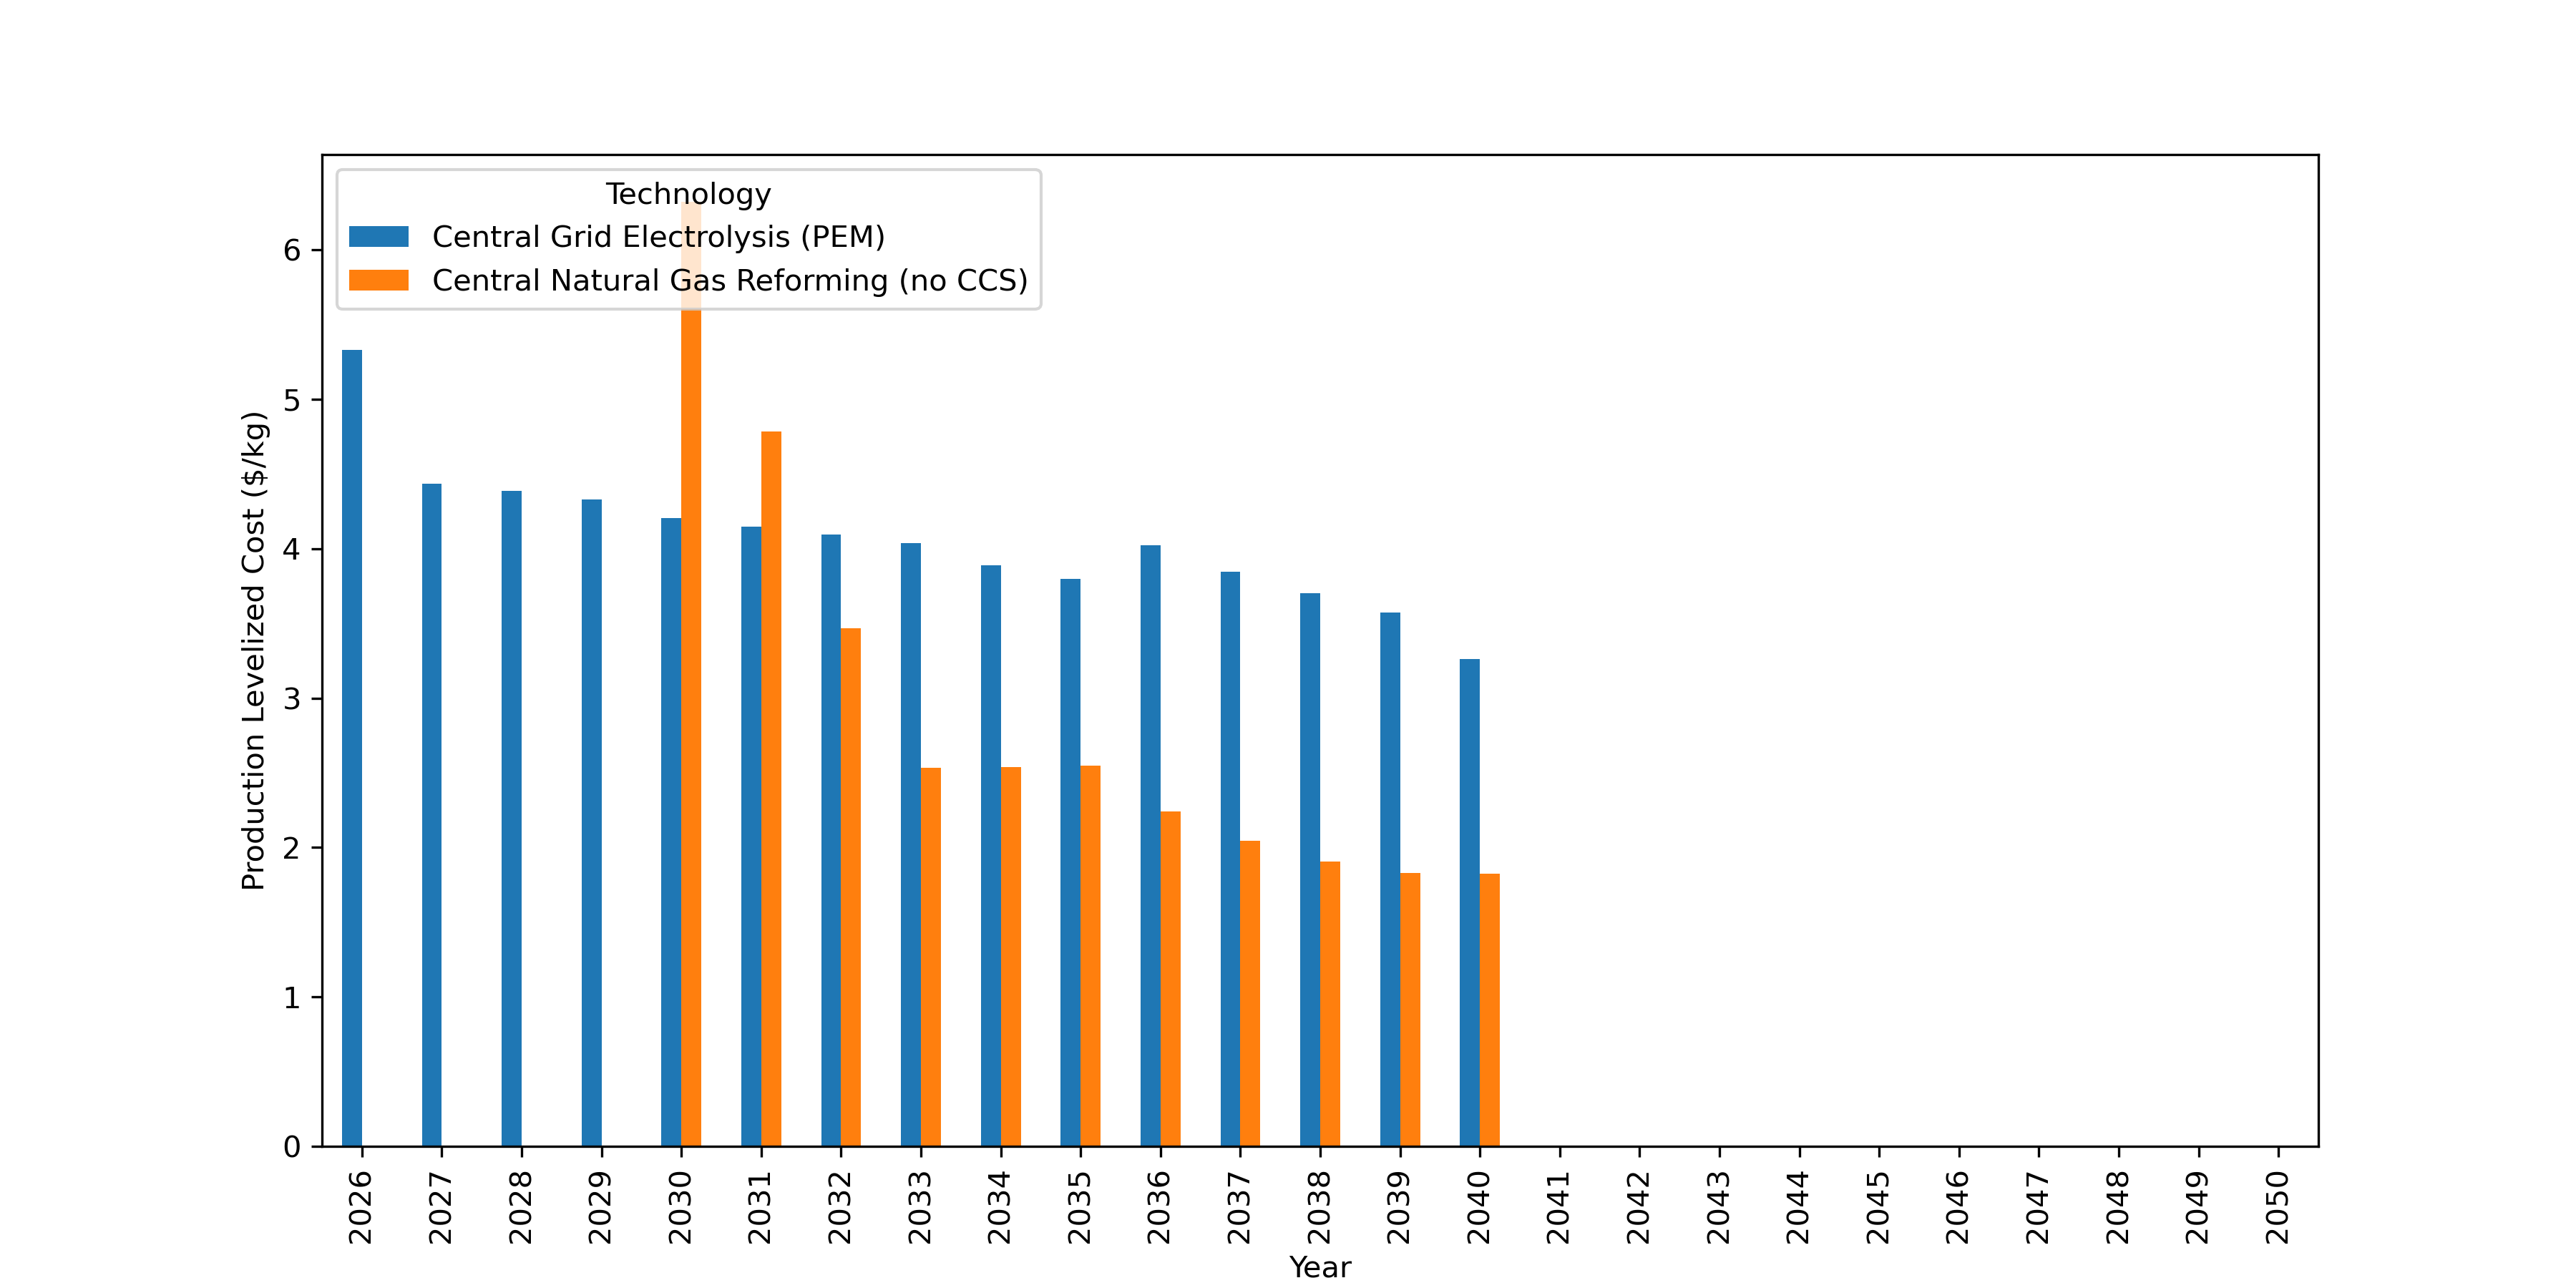 Technology
Central Grid Electrolysis (PEM)
Central Natural Gas Reforming (no CCS)
Production Levelized Cost ($/kg)
6
5
4
3
2
1
0
2026 2027 2028 2029 2030 2031 2032 2033 2034 2035 2036 2037 2038 2039 2040 2041 2042 2043 2044 2045 2046 2047 2048 2049 2050
Year